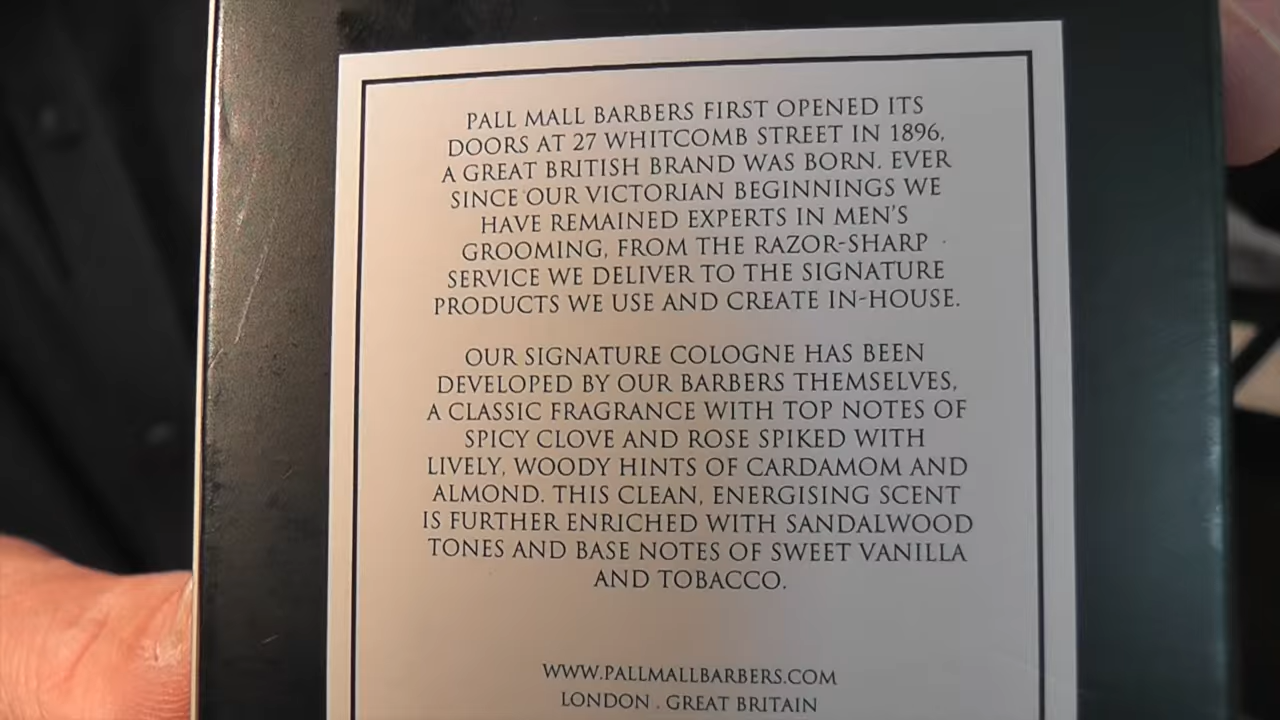 PALL MALL BARBERS FIRST OPENED ITS
DOORS AT 27 WHITCOMB STREET IN 1896,
A GREAT BRITISH BRAND WAS BORN. EVER
SINCE OUR VICTORIAN BEGINNINGS WE
HAVE REMAINED EXPERTS IN MEN'S
GROOMING, FROM THE RAZOR-SHARP
SERVICE WE DELIVER TO THE SIGNATURE
PRODUCTS WE USE AND CREATE IN-HOUSE.
OUR SIGNATURE COLOGNE HAS BEEN
DEVELOPED BY OUR BARBERS THEMSELVES,
A CLASSIC FRAGRANCE WITH TOP NOTES OF
SPICY CLOVE AND ROSE SPIKED WITH
LIVELY, WOODY HINTS OF CARDAMOM AND
ALMOND. THIS CLEAN, ENERGISING SCENT
IS FURTHER ENRICHED WITH SANDALWOOD
TONES AND BASE NOTES OF SWEET VANILLA
AND TOBACCO.
WWW.PALLMALLBARBERS.COM
LONDON . GREAT BRITAIN